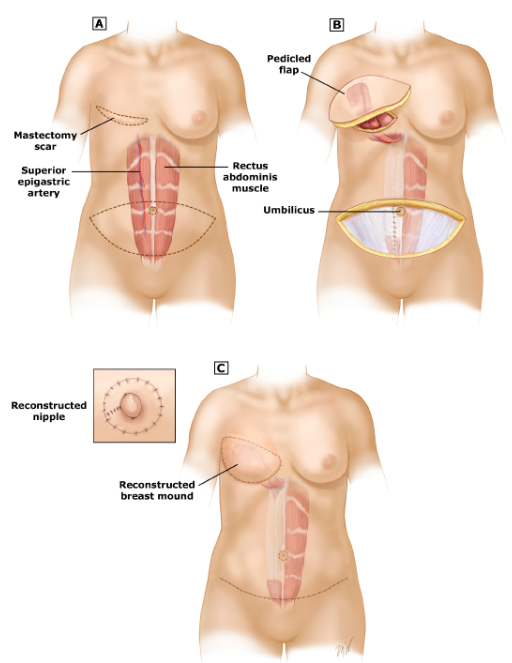 A
B
Pedicled
flap
Mastectomy
scar
Superior
epigastric
artery
Rectus
abdominis
muscle
Umbilicus
C
Reconstructed
nipple
Reconstructed
breast mound